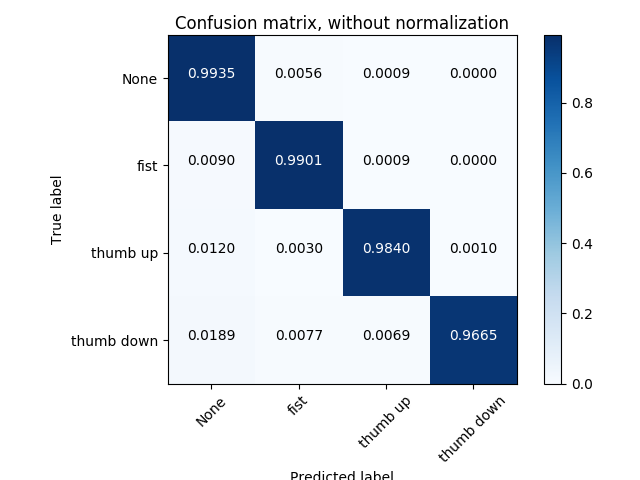 Confusion matrix, without normalization
None 0.9935 0.0056 0.0009 0.0000
fist 0.0090 0.9901 0.0009 0.0000
thumb up 0.0120 0.0030 0.9840 0.0010
thumb down 0.0189 0.0077 0.0069 0.9665
True label
None fist thumb up thumb down
Predicted label
0.8
0.6
0.4
0.2
0.0